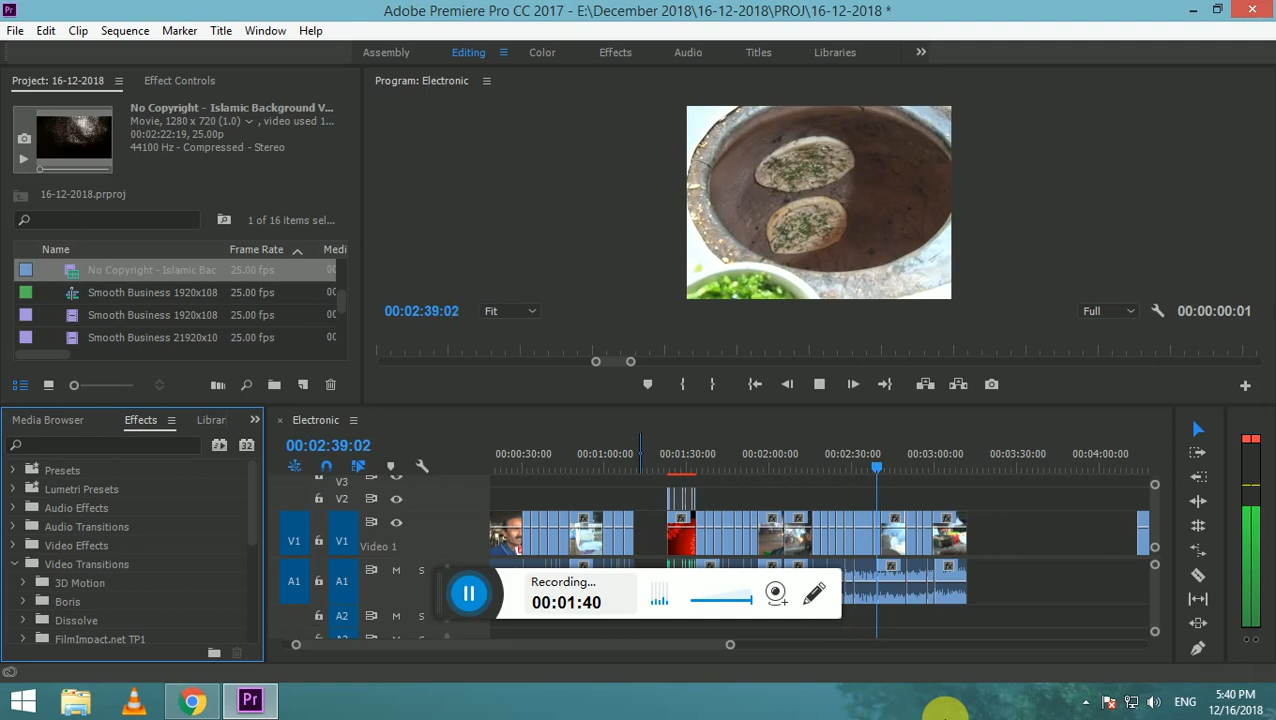 Pr
Adobe Premiere Pro CC 2017 - E:\December 2018\16-12-2018\PROJ\16-12-2018 *
File Edit Clip Sequence Marker Title Window Help
Assembly Editing Color Effects Audio Titles Libraries
Project: 16-12-2018 Effect Controls
Program: Electronic
No Copyright - Islamic Background V...
Movie, 1280 x 720 (1.0) , video used 1...
00:02:22:19, 25.00p
44100 Hz - Compressed - Stereo
16-12-2018.prproj
1 of 16 items sel...
Name Frame Rate Medi
No Copyright - Islamic Bac 25.00 fps 00
Smooth Business 1920x108 25.00 fps 00
Smooth Business 1920x108 25.00 fps 00
Smooth Business 21920x10 25.00 fps 00
00:02:39:02 Fit Full 00:00:00:01
Media Browser Effects Librar
Presets
Lumetri Presets
Audio Effects
Audio Transitions
Video Effects
Video Transitions
3D Motion
Boris
Dissolve
FilmImpact.net TP1
32
Electronic
00:02:39:02
00:00:30:00 00:01:00:00 00:01:30:00 00:02:00:00 00:02:30:00 00:03:00:00 00:03:30:00 00:04:00:00
V3
V2
V1 V1 Video 1
A1 A1 M S
A2 M S
Recording...
00:01:40
Pr
ENG
5:40 PM
12/16/2018